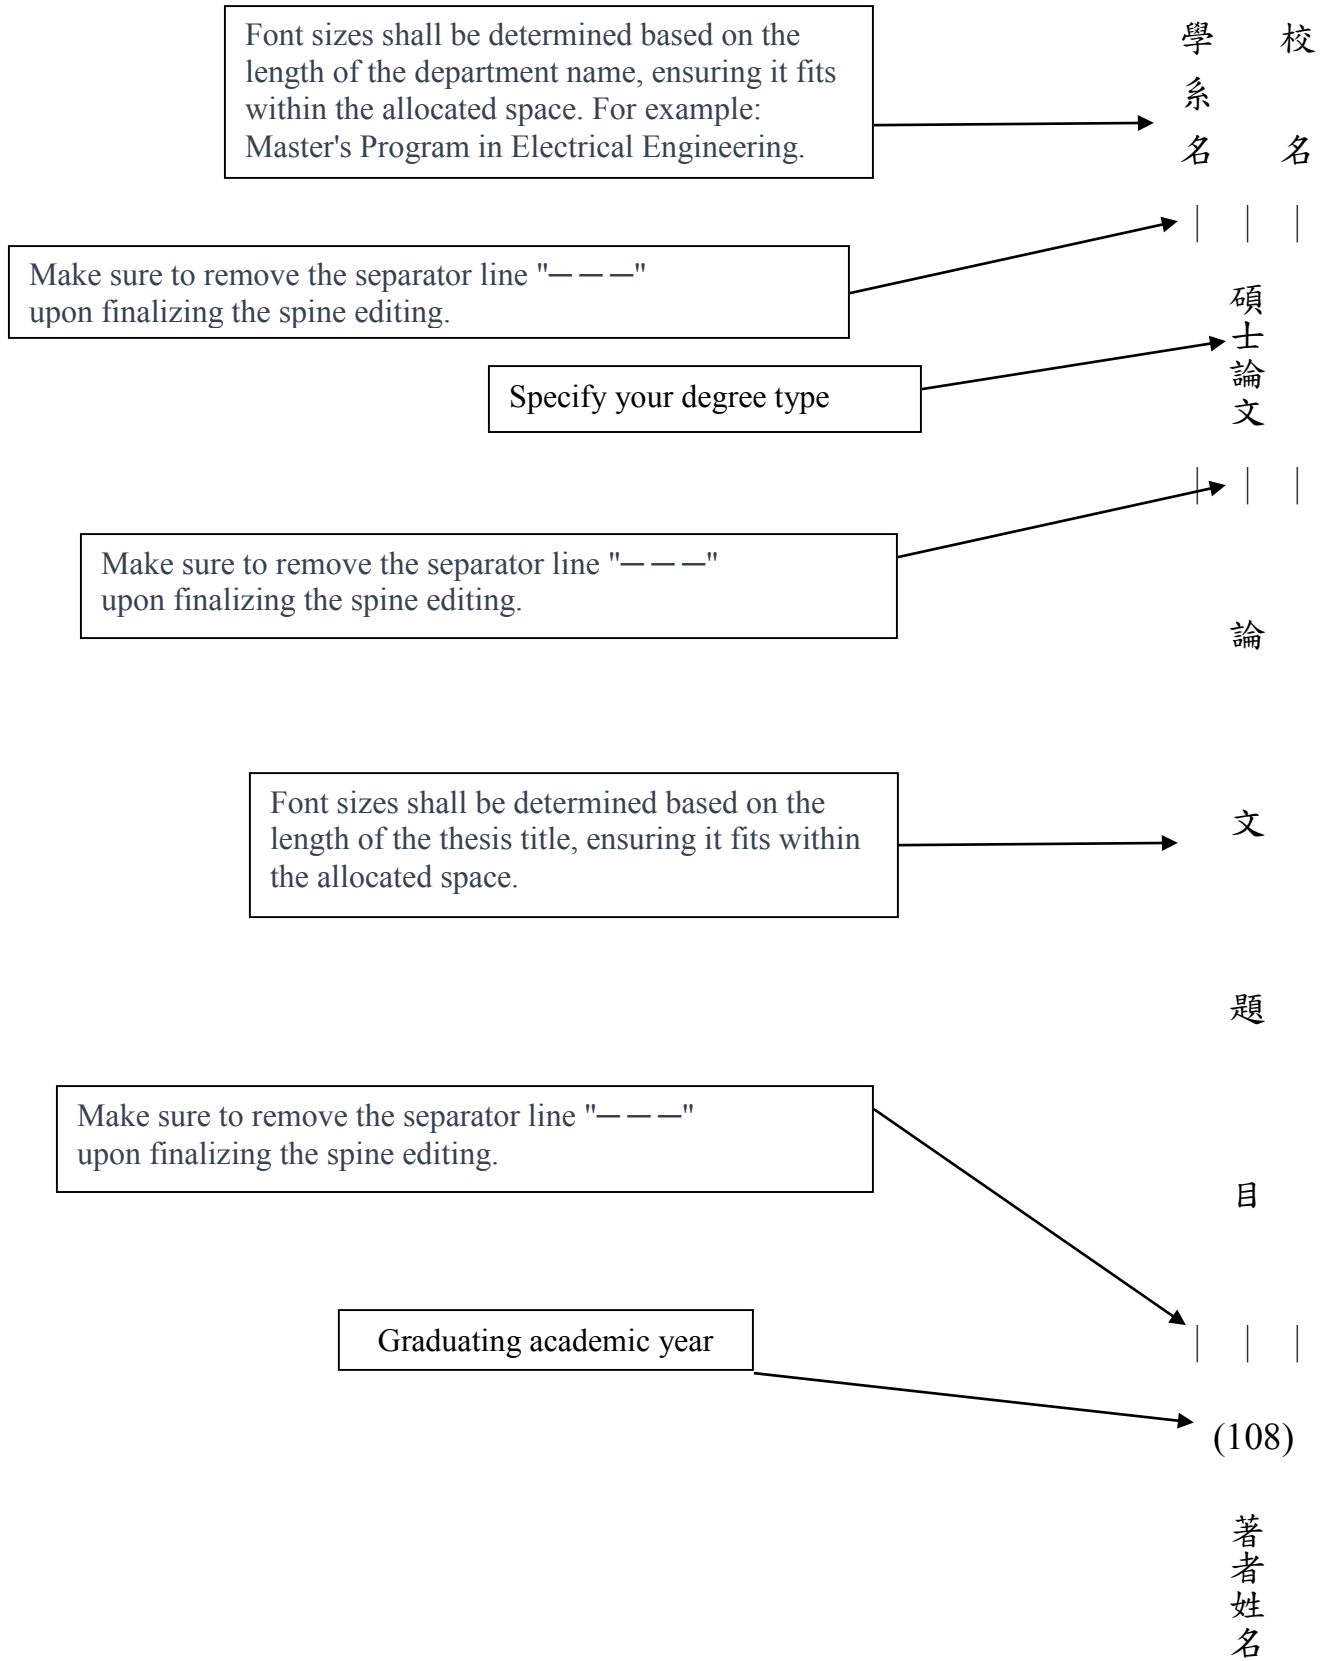 Font sizes shall be determined based on the
length of the department name, ensuring it fits
within the allocated space. For example:
Master's Program in Electrical Engineering.
校名
學系名
｜｜｜
Make sure to remove the separator line "— — —"
upon finalizing the spine editing.
碩士論文
Specify your degree type
｜｜｜
Make sure to remove the separator line "— — —"
upon finalizing the spine editing.
論文題目
Font sizes shall be determined based on the
length of the thesis title, ensuring it fits within
the allocated space.
Make sure to remove the separator line "— — —"
upon finalizing the spine editing.
｜｜｜
Graduating academic year
(108)
著者姓名